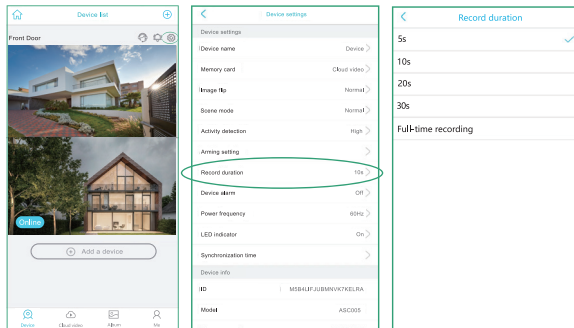 Device list
Front Door
Online
Add a device
Device
Cloud video
Album
Me
Device settings
Device settings
Device name Device
Memory card Cloud video
Image flip Normal
Scene mode Normal
Activity detection High
Arming setting
Record duration 10s
Device alarm Off
Power frequency 60Hz
LED indicator On
Synchronization time
Device info
ID M5B4LIFJUBMNVK7KELRA
Model ASC005
Record duration
5s
10s
20s
30s
Full-time recording